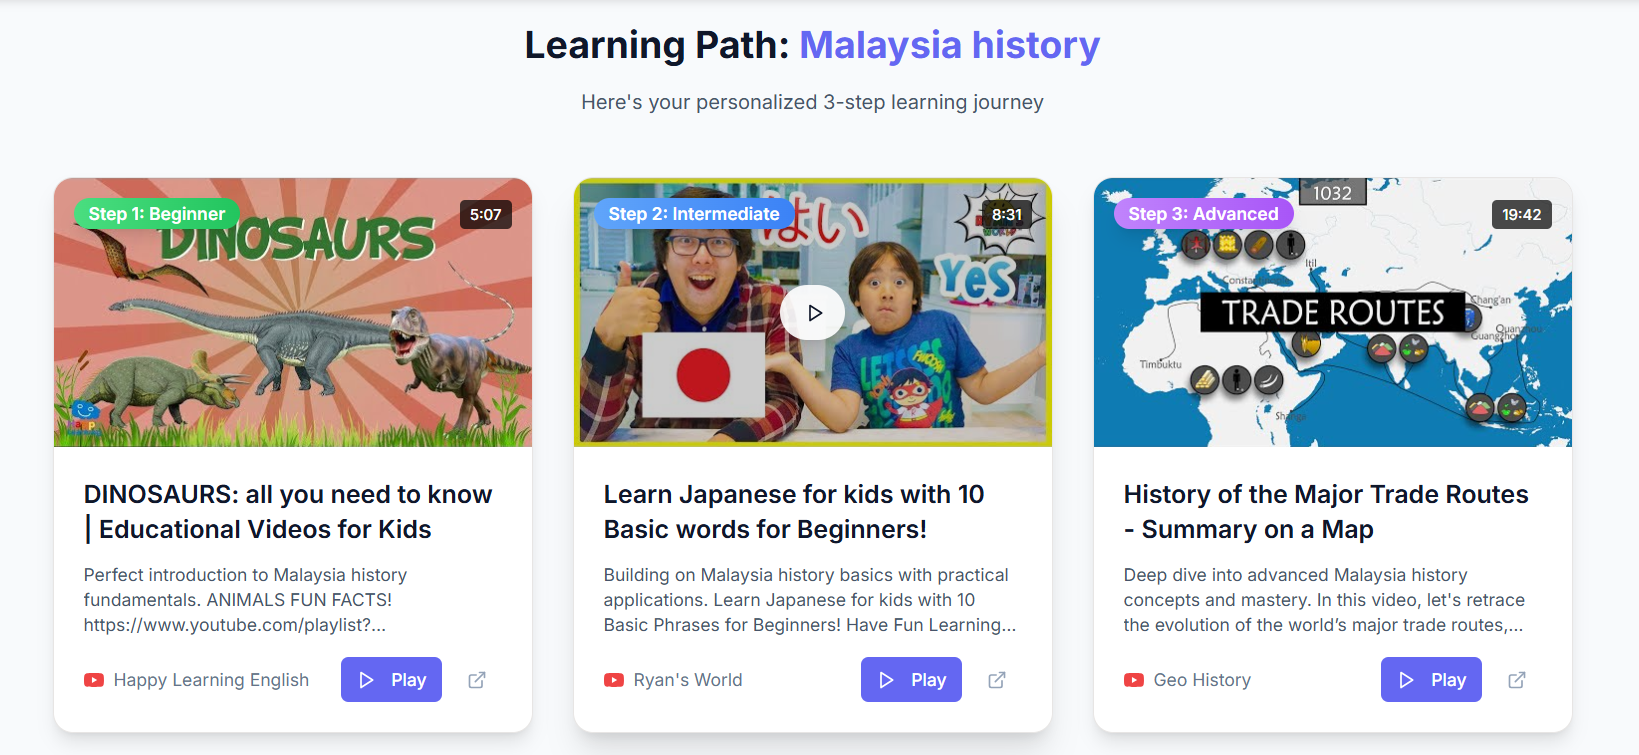 Learning Path: Malaysia history
Here's your personalized 3-step learning journey
Step 1: Beginner
5:07
DINOSAURS
DINOSAURS: all you need to know
| Educational Videos for Kids
Perfect introduction to Malaysia history
fundamentals. ANIMALS FUN FACTS!
https://www.youtube.com/playlist?...
Happy Learning English
Play
Step 2: Intermediate
8:31
はい
Yes
Learn Japanese for kids with 10
Basic words for Beginners!
Building on Malaysia history basics with practical
applications. Learn Japanese for kids with 10
Basic Phrases for Beginners! Have Fun Learning...
Ryan's World
Play
Step 3: Advanced
1032
19:42
Itil
Chang'an
TRADE ROUTES
Guangzhou
Timbuktu
History of the Major Trade Routes
- Summary on a Map
Deep dive into advanced Malaysia history
concepts and mastery. In this video, let's retrace
the evolution of the world’s major trade routes,...
Geo History
Play